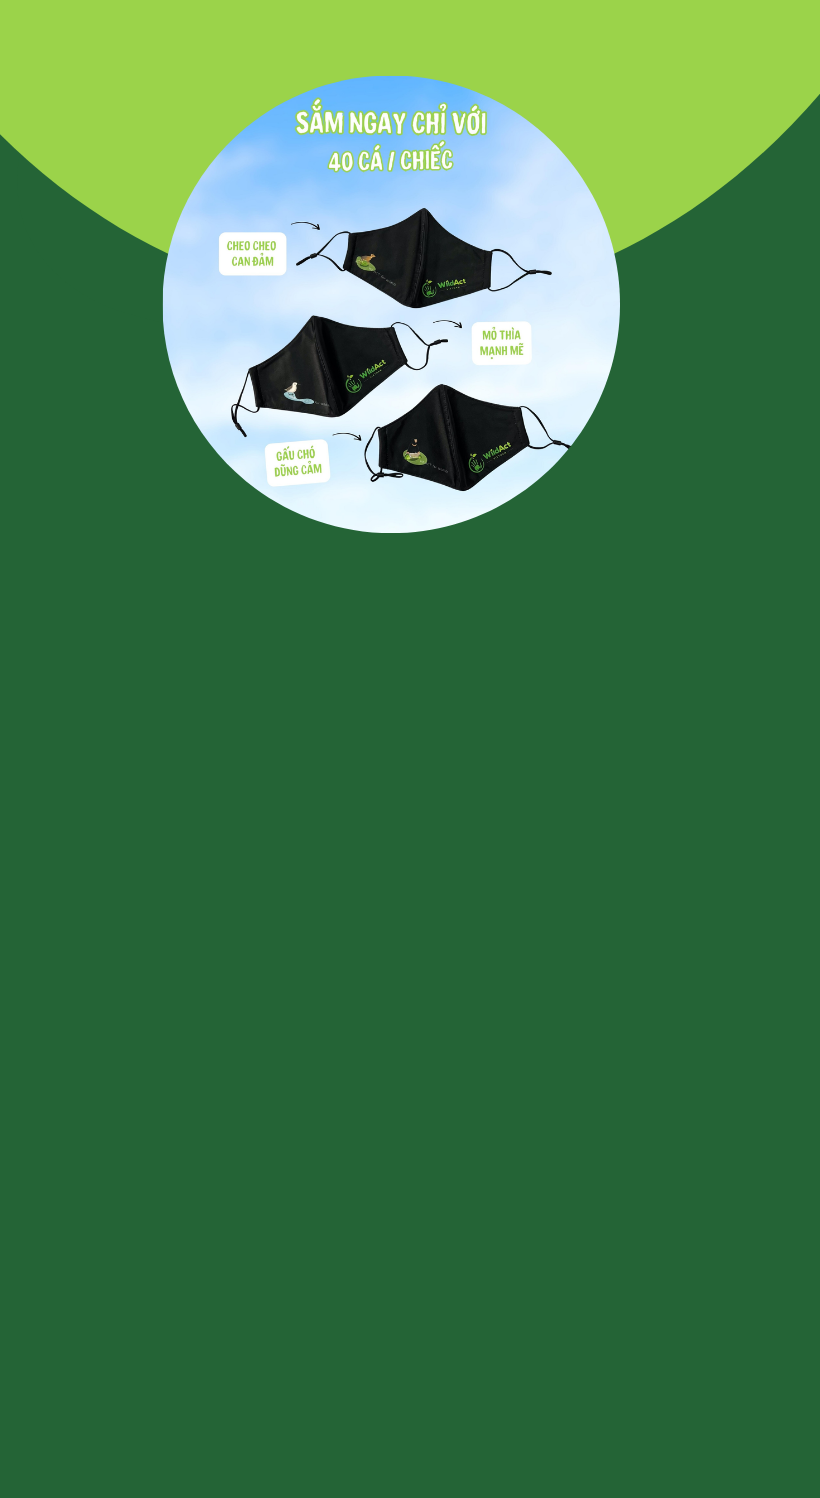 SẮM NGAY CHỈ VỚI
40 CÁ / CHIẾC
CHEO CHEO
CAN ĐẢM
WildAct
MỎ THÌA
MẠNH MẼ
WildAct
GẤU CHÓ
DŨNG CẢM
WildAct